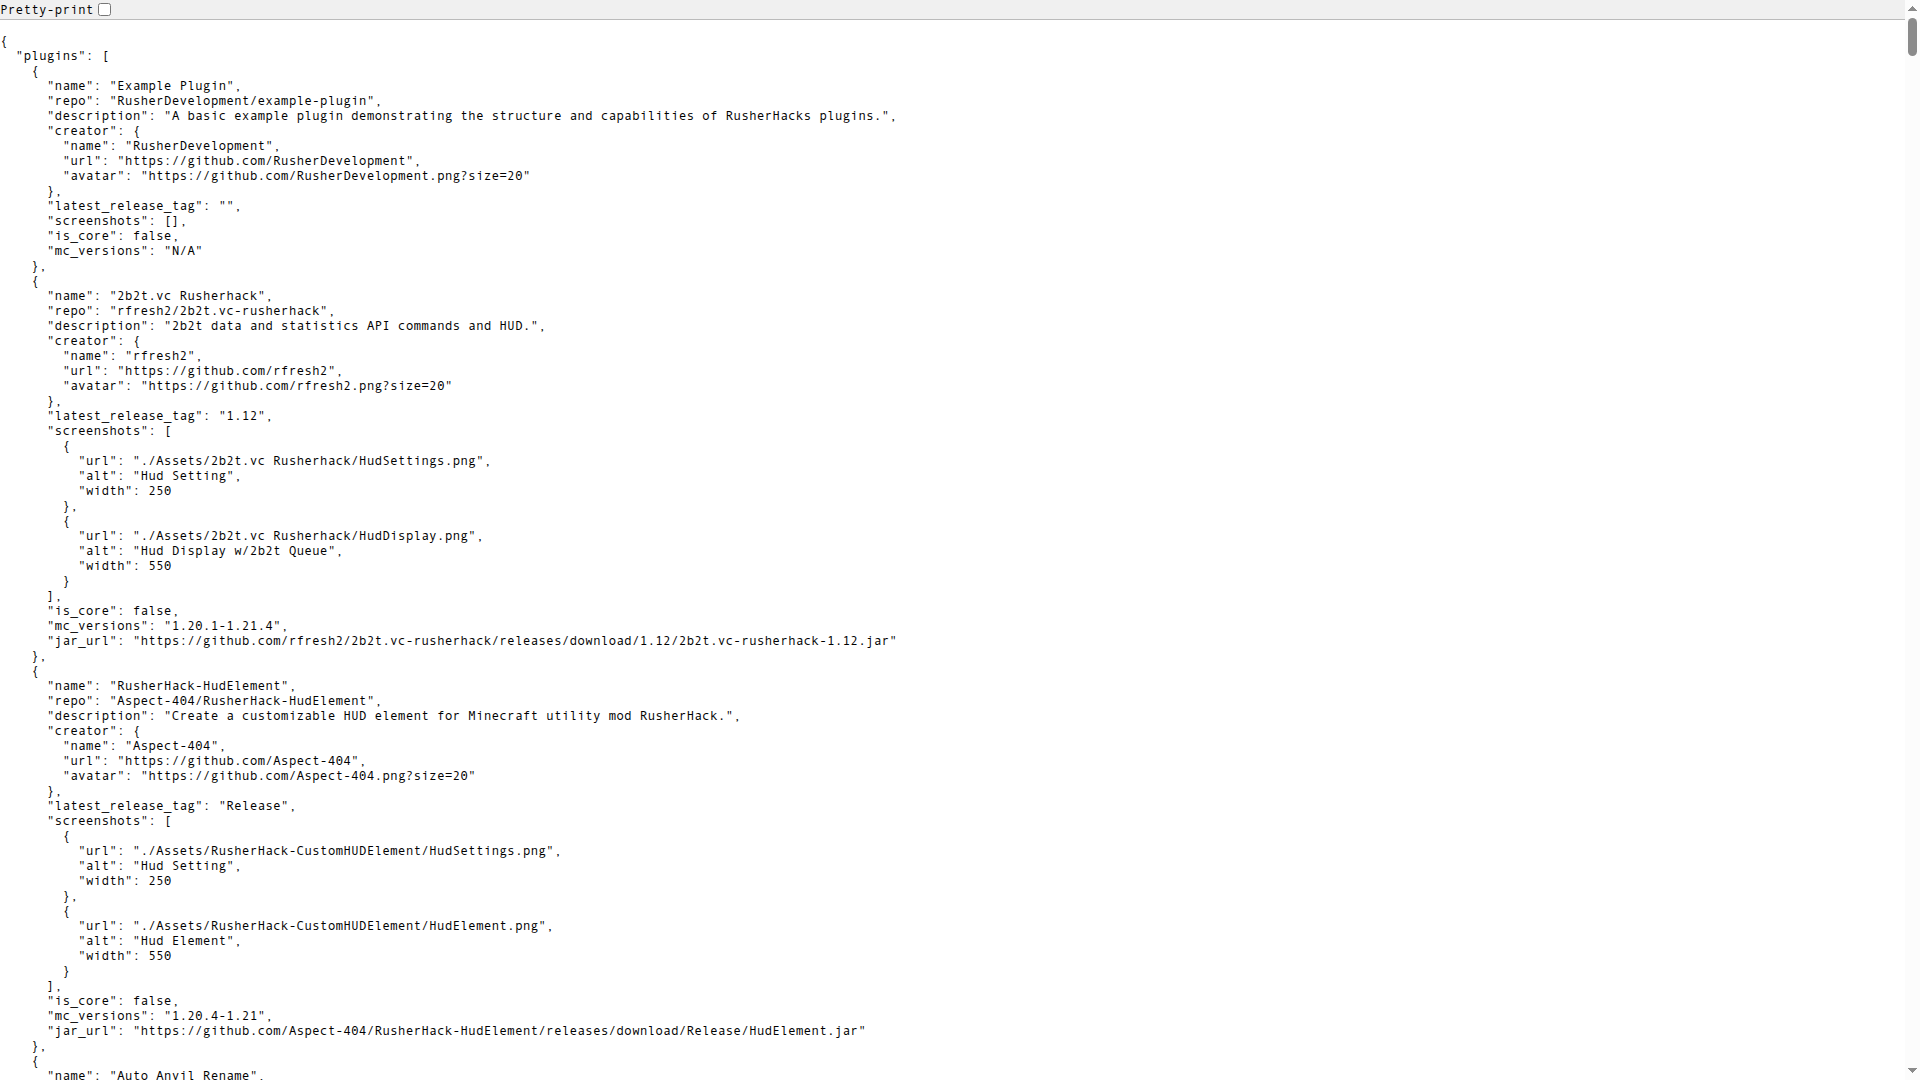 Pretty-print
{
  "plugins": [
    {
      "name": "Example Plugin",
      "repo": "RusherDevelopment/example-plugin",
      "description": "A basic example plugin demonstrating the structure and capabilities of RusherHacks plugins.",
      "creator": {
        "name": "RusherDevelopment",
        "url": "https://github.com/RusherDevelopment",
        "avatar": "https://github.com/RusherDevelopment.png?size=20"
      },
      "latest_release_tag": "",
      "screenshots": [],
      "is_core": false,
      "mc_versions": "N/A"
    },
    {
      "name": "2b2t.vc Rusherhack",
      "repo": "rfresh2/2b2t.vc-rusherhack",
      "description": "2b2t data and statistics API commands and HUD.",
      "creator": {
        "name": "rfresh2",
        "url": "https://github.com/rfresh2",
        "avatar": "https://github.com/rfresh2.png?size=20"
      },
      "latest_release_tag": "1.12",
      "screenshots": [
        {
          "url": "./Assets/2b2t.vc Rusherhack/HudSettings.png",
          "alt": "Hud Setting",
          "width": 250
        },
        {
          "url": "./Assets/2b2t.vc Rusherhack/HudDisplay.png",
          "alt": "Hud Display w/2b2t Queue",
          "width": 550
        }
      ],
      "is_core": false,
      "mc_versions": "1.20.1-1.21.4",
      "jar_url": "https://github.com/rfresh2/2b2t.vc-rusherhack/releases/download/1.12/2b2t.vc-rusherhack-1.12.jar"
    },
    {
      "name": "RusherHack-HudElement",
      "repo": "Aspect-404/RusherHack-HudElement",
      "description": "Create a customizable HUD element for Minecraft utility mod RusherHack.",
      "creator": {
        "name": "Aspect-404",
        "url": "https://github.com/Aspect-404",
        "avatar": "https://github.com/Aspect-404.png?size=20"
      },
      "latest_release_tag": "Release",
      "screenshots": [
        {
          "url": "./Assets/RusherHack-CustomHUDElement/HudSettings.png",
          "alt": "Hud Setting",
          "width": 250
        },
        {
          "url": "./Assets/RusherHack-CustomHUDElement/HudElement.png",
          "alt": "Hud Element",
          "width": 550
        }
      ],
      "is_core": false,
      "mc_versions": "1.20.4-1.21",
      "jar_url": "https://github.com/Aspect-404/RusherHack-HudElement/releases/download/Release/HudElement.jar"
    },
    {
      "name": "Auto Anvil Rename",